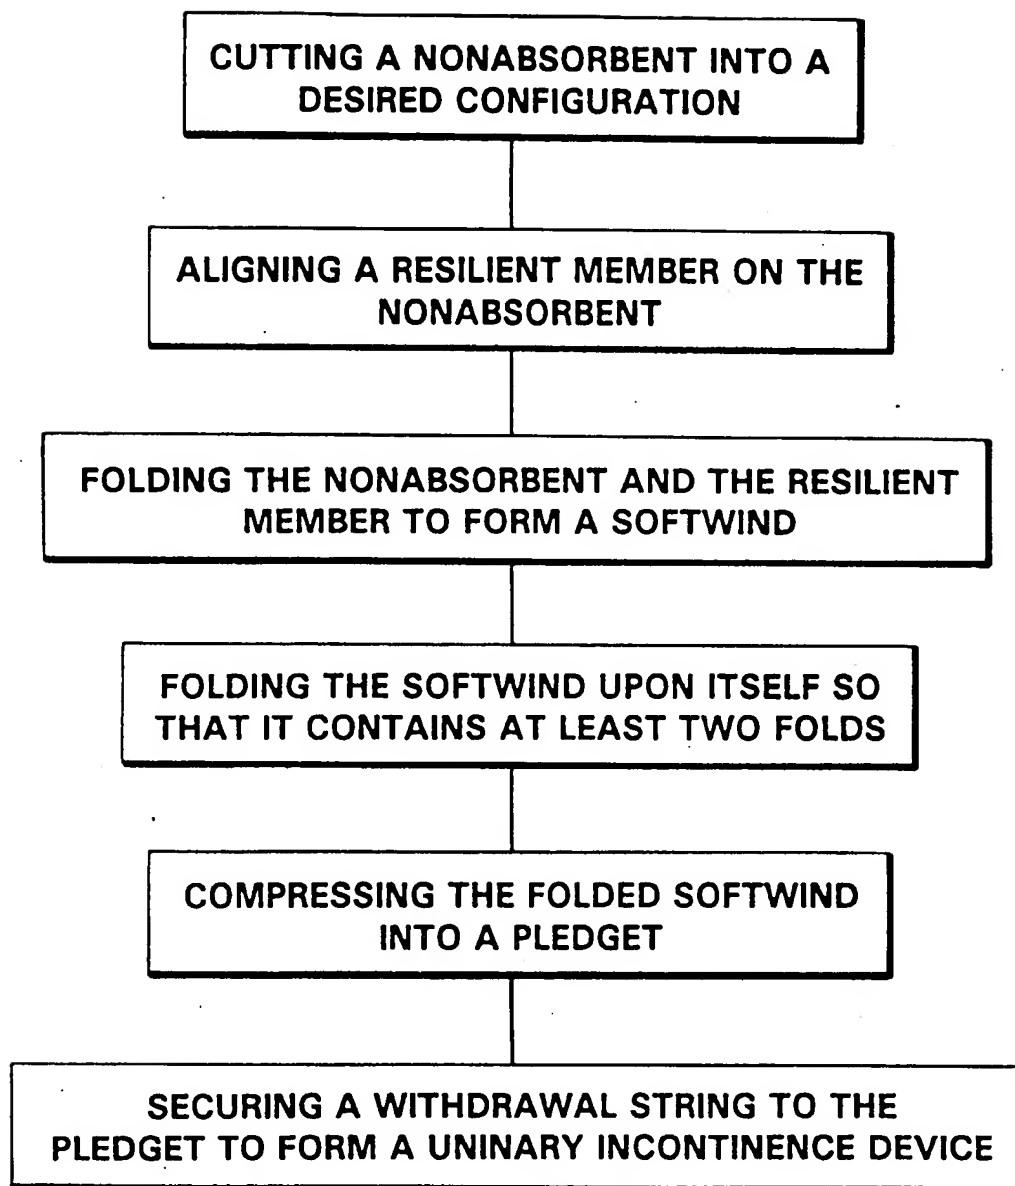 CUTTING A NONABSORBENT INTO A
DESIRED CONFIGURATION
ALIGNING A RESILIENT MEMBER ON THE
NONABSORBENT
FOLDING THE NONABSORBENT AND THE RESILIENT
MEMBER TO FORM A SOFTWIND
FOLDING THE SOFTWIND UPON ITSELF SO
THAT IT CONTAINS AT LEAST TWO FOLDS
COMPRESSING THE FOLDED SOFTWIND
INTO A PLEDGET
SECURING A WITHDRAWAL STRING TO THE
PLEDGET TO FORM A UNINARY INCONTINENCE DEVICE